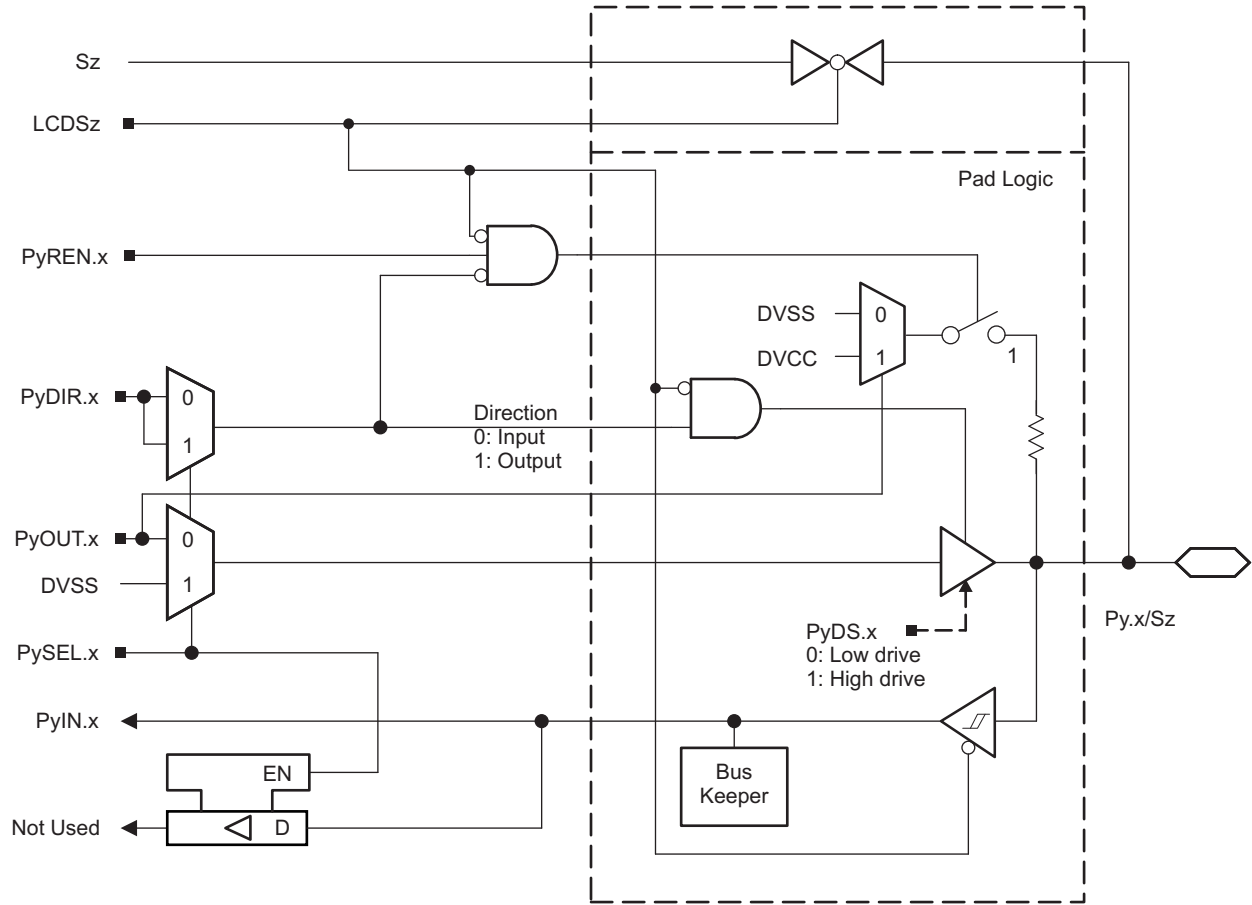 Sz
LCDSz
Pad Logic
PyREN.x
DVSS
0
DVCC
1
1
PyDIR.x
0
1
Direction
0: Input
1: Output
PyOUT.x
0
DVSS
1
PyDS.x
0: Low drive
1: High drive
Py.x/Sz
PySEL.x
PyIN.x
EN
Bus
Keeper
Not Used
D